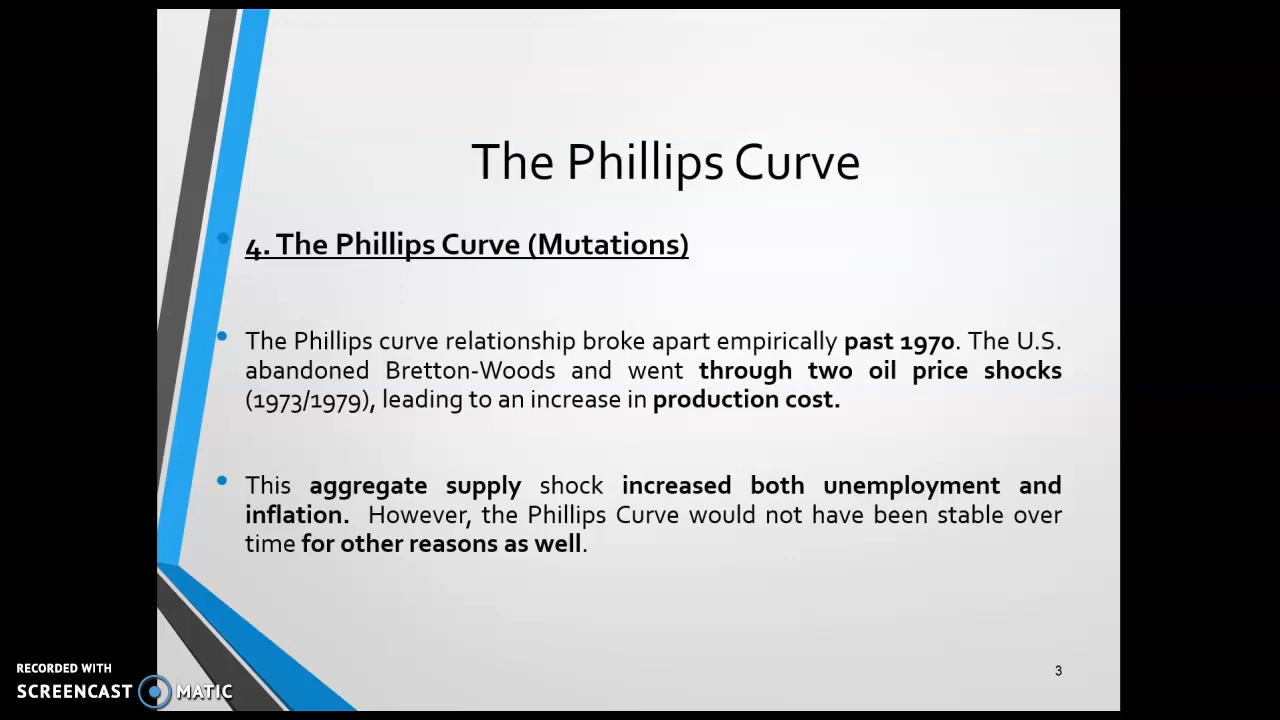 The Phillips Curve
4. The Phillips Curve (Mutations)
The Phillips curve relationship broke apart empirically past 1970. The U.S.
abandoned Bretton-Woods and went through two oil price shocks
(1973/1979), leading to an increase in production cost.
This aggregate supply shock increased both unemployment and
inflation. However, the Phillips Curve would not have been stable over
time for other reasons as well.
3
RECORDED WITH
SCREENCAST MATIC